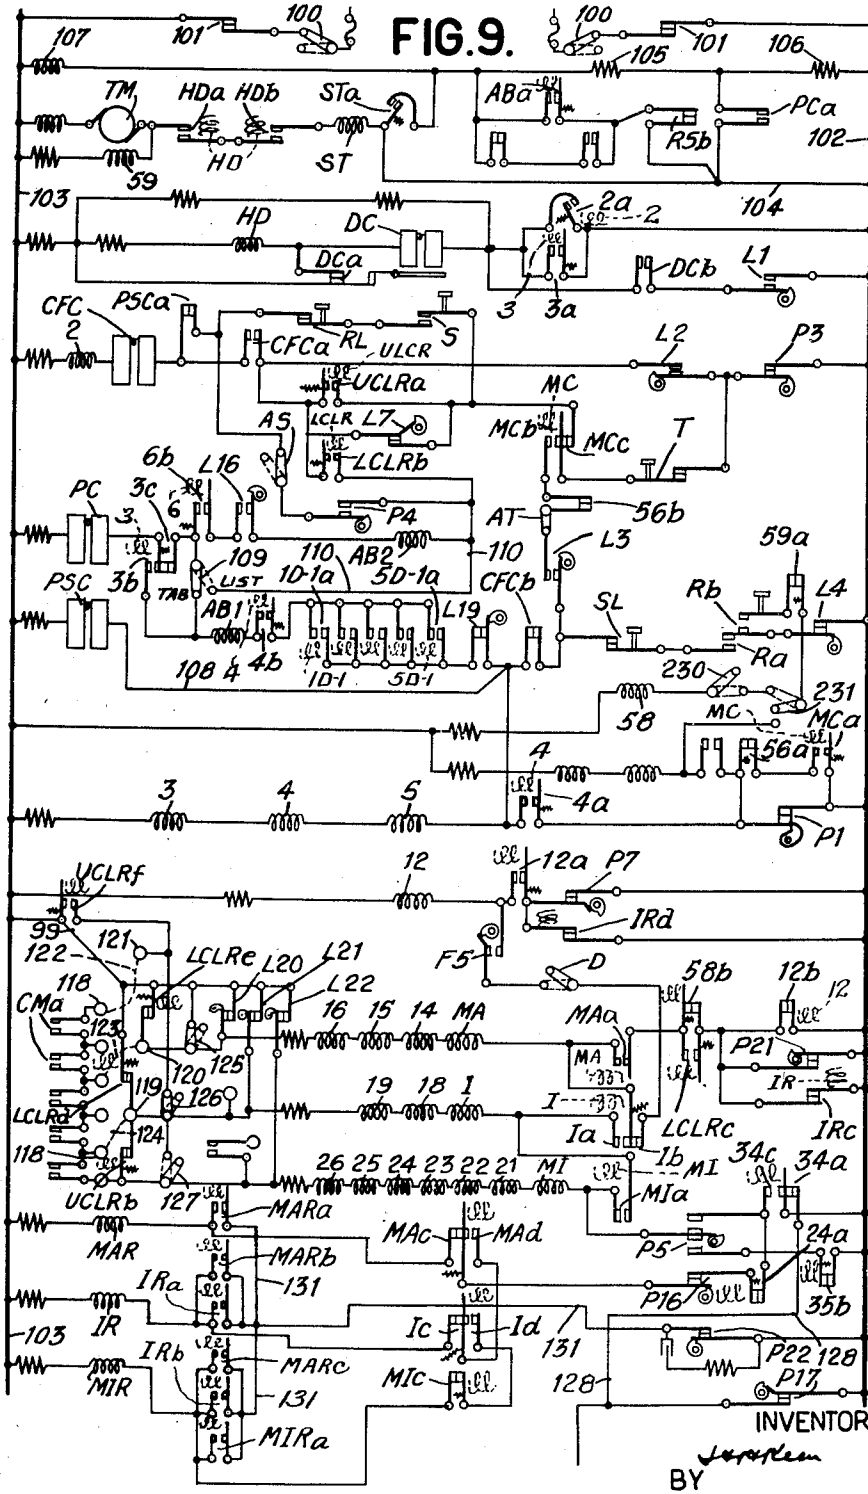 100 FIG.9. 100
101 101
107 105 106
TM HDa HDb STa ABa PCa
HD ST RSb 102
59
103 104
HD DC 2a 2
DCa 3 3a DCb L1
CFC PSCa
2 RL S L2 P3
CFCa ULCR
UCLRa MC
AS LCLR L7 MCb MCc T
6b L16 LCLRb
PC 3c 6 P4 56b
3 AT
109 110 AB2 110 L3 59a
3b TAB LIST 1D-1a 5D-1a CFCb
PSC AB1 L19 SL Rb L4
4 4b Ra
108 1D-1 5D-1 230
58 231
MC MCa
4 56a
3 4 5 4a P1
UCLRf 12 12a P7
99 IRd
122 121 LCLRe L20 L21 F5 D
118 L22 58b 12b 12
CMa 16 15 14 MA MAa
123 125 MA P21
120 I IR
119 126 19 18 I
LCLRd Ia Ib LCLRc IRc
124 MI 34c 34a
118 26 25 24 23 22 21 MI
127 MIa
UCLRb MARa MAc MAd P5 24a
MAR
MARb P16 35b
IRa 131
IR Ic Id 131 P22 128
103 IRb MARc
MIR 131 MIc 128 P17
MIRa
INVENTOR
BY